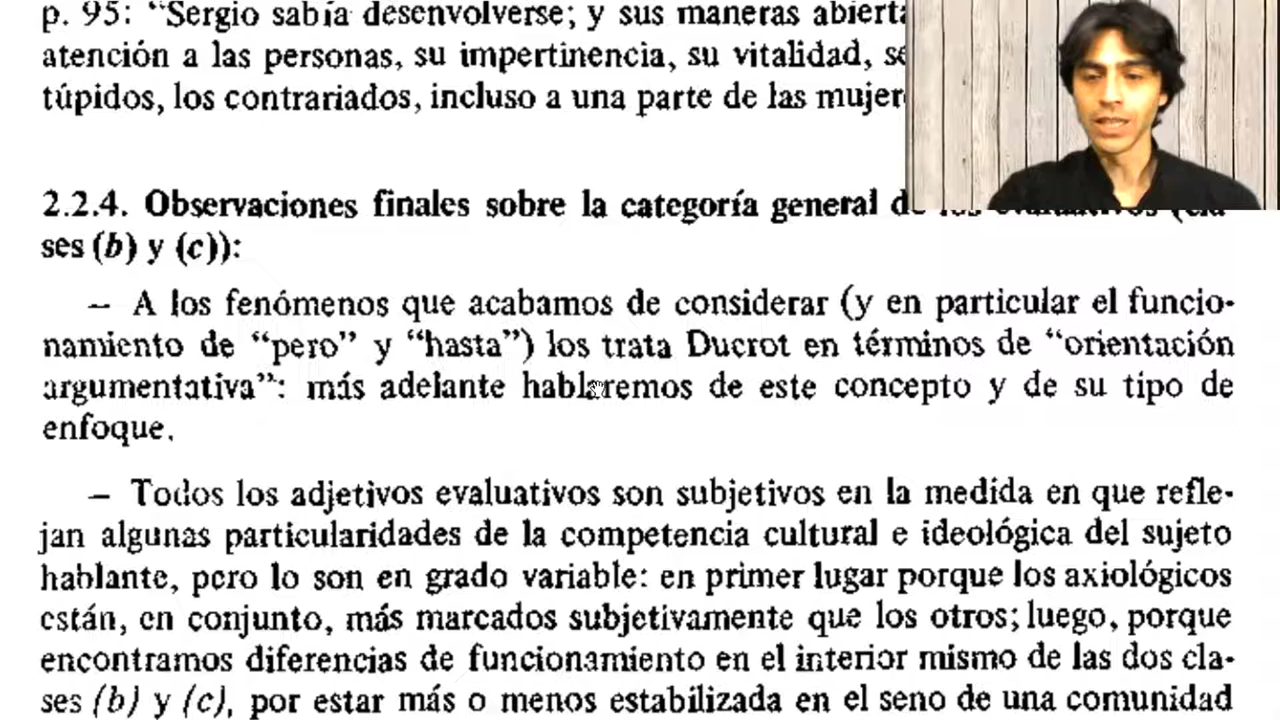 p. 95: “Sergio sabía desenvolverse; y sus maneras
atención a las personas, su impertinencia, su vitalidad,
túpidos, los contrariados, incluso a una parte de las
2.2.4. Observaciones finales sobre la categoría general
ses (b) y (c)):
— A los fenómenos que acabamos de considerar (y en particular el funcio-
namiento de “pero” y “hasta”) los trata Ducrot en términos de “orientación
argumentativa”: más adelante hablaremos de este concepto y de su tipo de
enfoque.
— Todos los adjetivos evaluativos son subjetivos en la medida en que refle-
jan algunas particularidades de la competencia cultural e ideológica del sujeto
hablante, pero lo son en grado variable: en primer lugar porque los axiológicos
están, en conjunto, más marcados subjetivamente que los otros; luego, porque
encontramos diferencias de funcionamiento en el interior mismo de las dos cla-
ses (b) y (c), por estar más o menos estabilizada en el seno de una comunidad